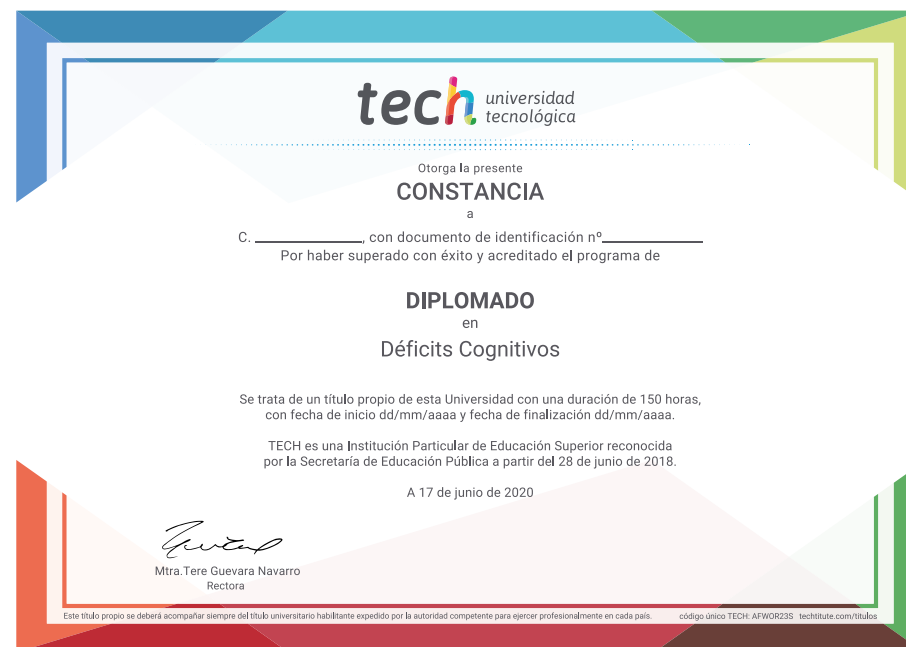 tech universidad
tecnológica
Otorga la presente
CONSTANCIA
a
C. ____________, con documento de identificación nº____________
Por haber superado con éxito y acreditado el programa de
DIPLOMADO
en
Déficits Cognitivos
Se trata de un título propio de esta Universidad con una duración de 150 horas,
con fecha de inicio dd/mm/aaaa y fecha de finalización dd/mm/aaaa.
TECH es una Institución Particular de Educación Superior reconocida
por la Secretaría de Educación Pública a partir del 28 de junio de 2018.
A 17 de junio de 2020
Mtra.Tere Guevara Navarro
Rectora
Este título propio se deberá acompañar siempre del título universitario habilitante expedido por la autoridad competente para ejercer profesionalmente en cada país. código único TECH: AFWOR23S techtitute.com/titulos